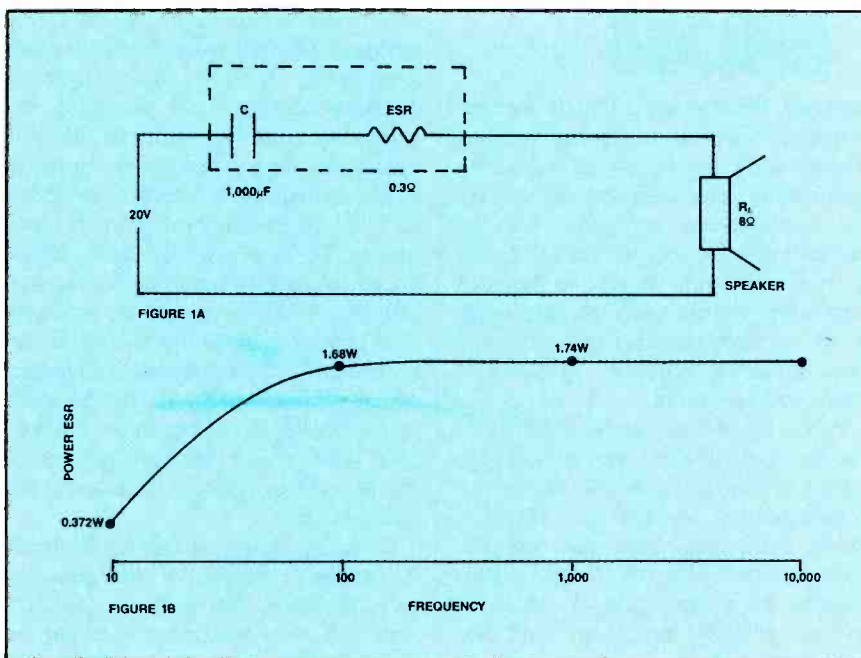 C
ESR
1,000µF
0.3Ω
20V
RL
8Ω
SPEAKER
FIGURE 1A
1.68W
1.74W
POWER ESR
0.372W
10
100
1,000
10,000
FIGURE 1B
FREQUENCY